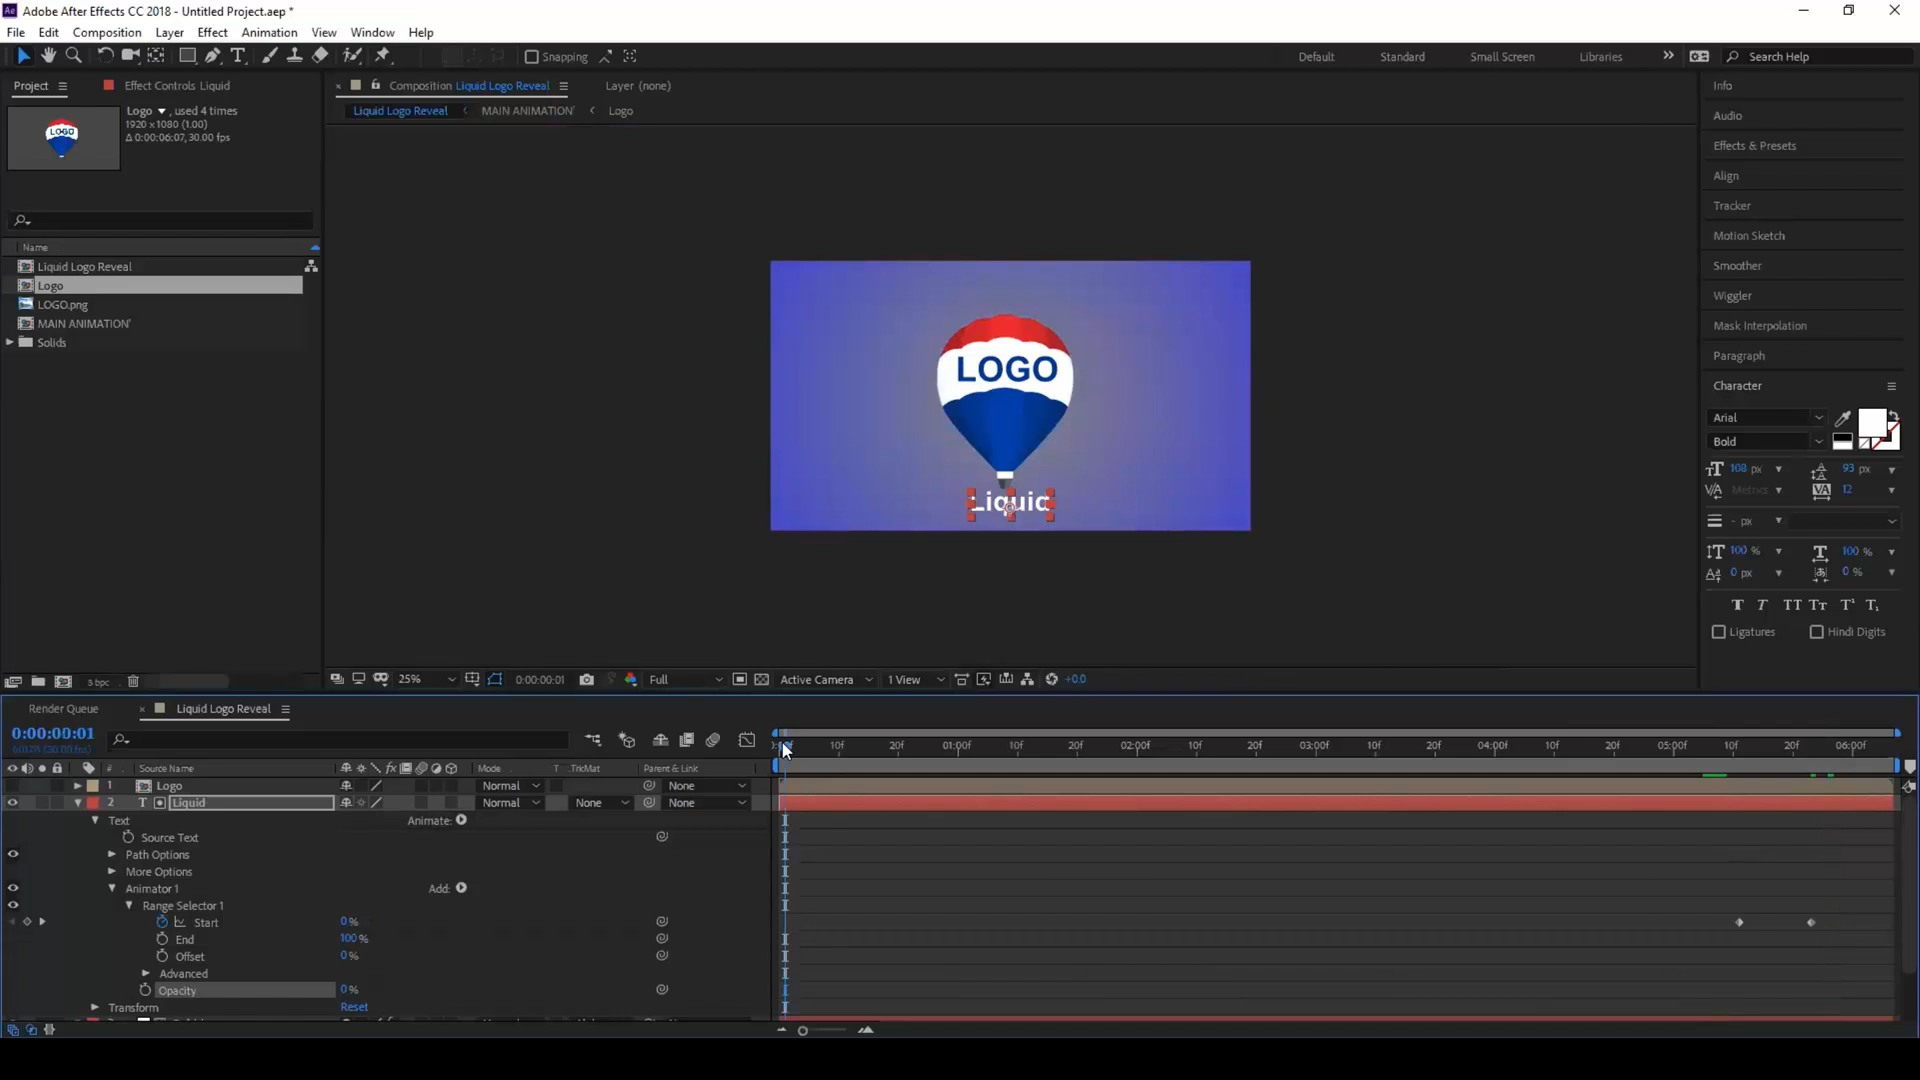 Ae Adobe After Effects CC 2018 - Untitled Project.aep *
File Edit Composition Layer Effect Animation View Window Help
Snapping Default Standard Small Screen Libraries Search Help
Project Effect Controls Liquid
Composition Liquid Logo Reveal Layer (none)
Logo , used 4 times
1920 x1080 (1.00)
Δ 0:00:06:07, 30.00 fps
LOGO
Liquid Logo Reveal MAIN ANIMATION' Logo
Name
Liquid Logo Reveal
Logo
LOGO.png
MAIN ANIMATION'
Solids
LOGO
Liquid
Info
Audio
Effects & Presets
Align
Tracker
Motion Sketch
Smoother
Wiggler
Mask Interpolation
Paragraph
Character
Arial
Bold
108 px 93 px
Metrics 12
- px
100 % 100 %
0 px 0 %
T T TT Tт T¹ T₁
Ligatures Hindi Digits
8 bpc
25% 0:00:00:01 Full Active Camera 1 View +0.0
Render Queue Liquid Logo Reveal
0:00:00:01
10f 20f 01:00f 10f 20f 02:00f 10f 20f 03:00f 10f 20f 04:00f 10f 20f 05:00f 10f 20f 06:00f
# Source Name Mode T .TrkMat Parent & Link
1 Logo Normal None
2 T Liquid Normal None None
Text Animate:
Source Text
Path Options
More Options
Animator 1 Add:
Range Selector 1
Start 0%
End 100%
Offset 0%
Advanced
Opacity 0%
Transform Reset